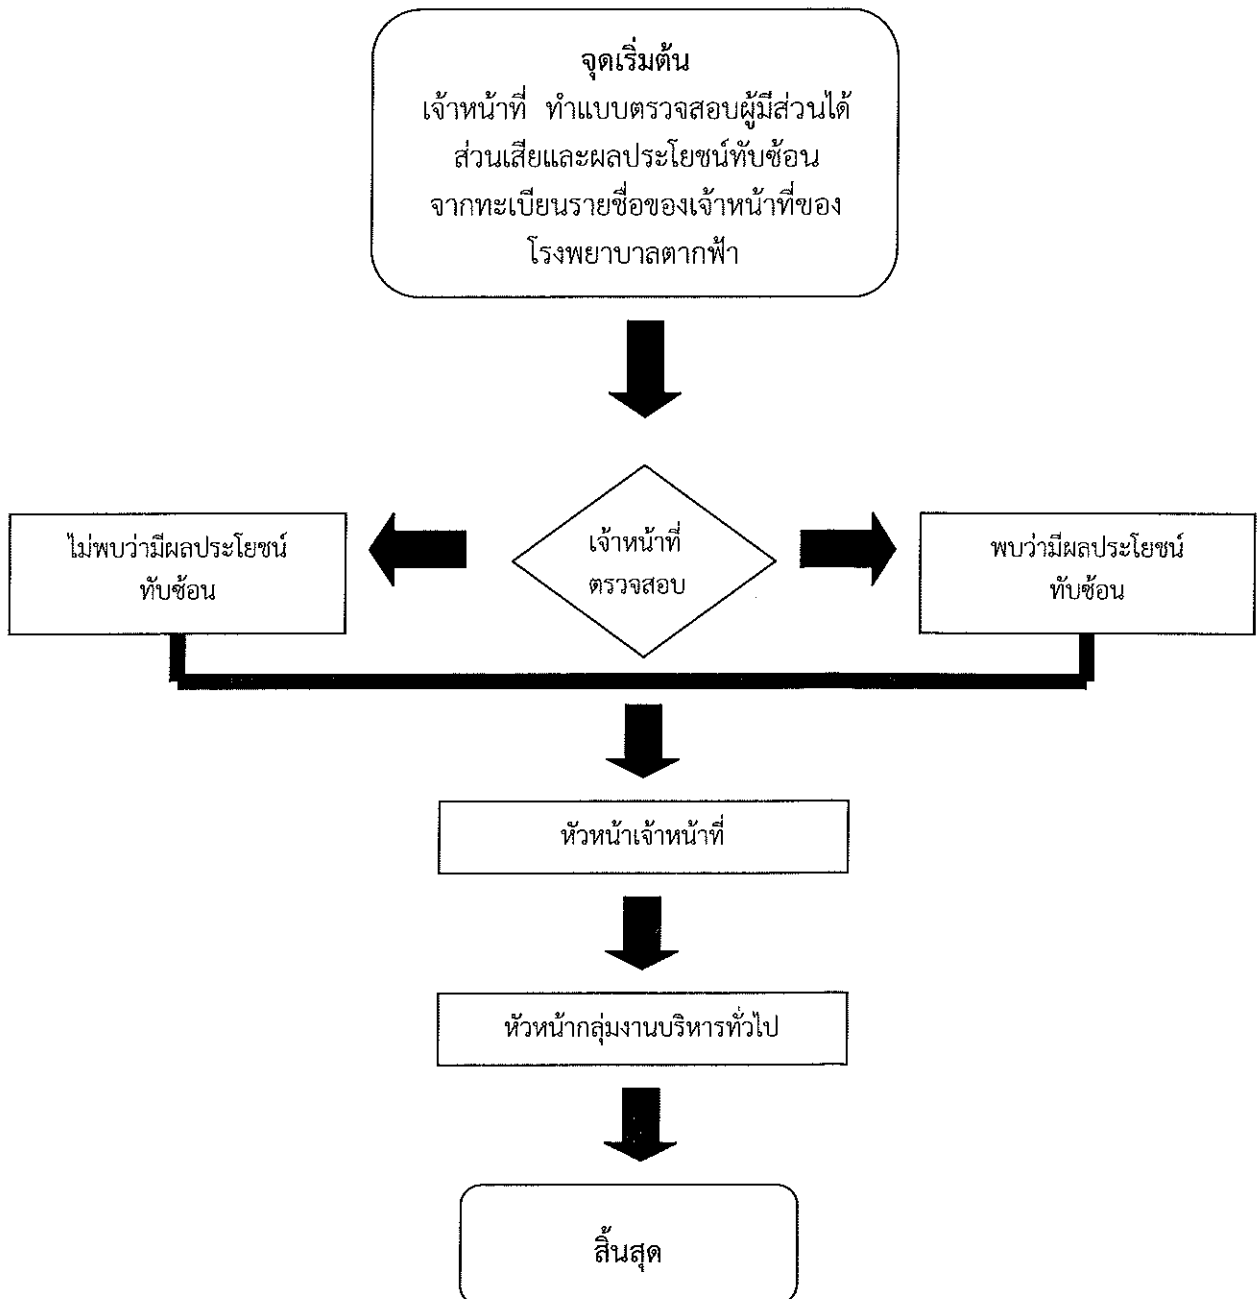 จุดเริ่มต้น
เจ้าหน้าที่ ทำแบบตรวจสอบผู้มีส่วนได้
ส่วนเสียและผลประโยชน์ทับซ้อน
จากทะเบียนรายชื่อของเจ้าหน้าที่ของ
โรงพยาบาลตากฟ้า
เจ้าหน้าที่
ตรวจสอบ
ไม่พบว่ามีผลประโยชน์
ทับซ้อน
พบว่ามีผลประโยชน์
ทับซ้อน
หัวหน้าเจ้าหน้าที่
หัวหน้ากลุ่มงานบริหารทั่วไป
สิ้นสุด